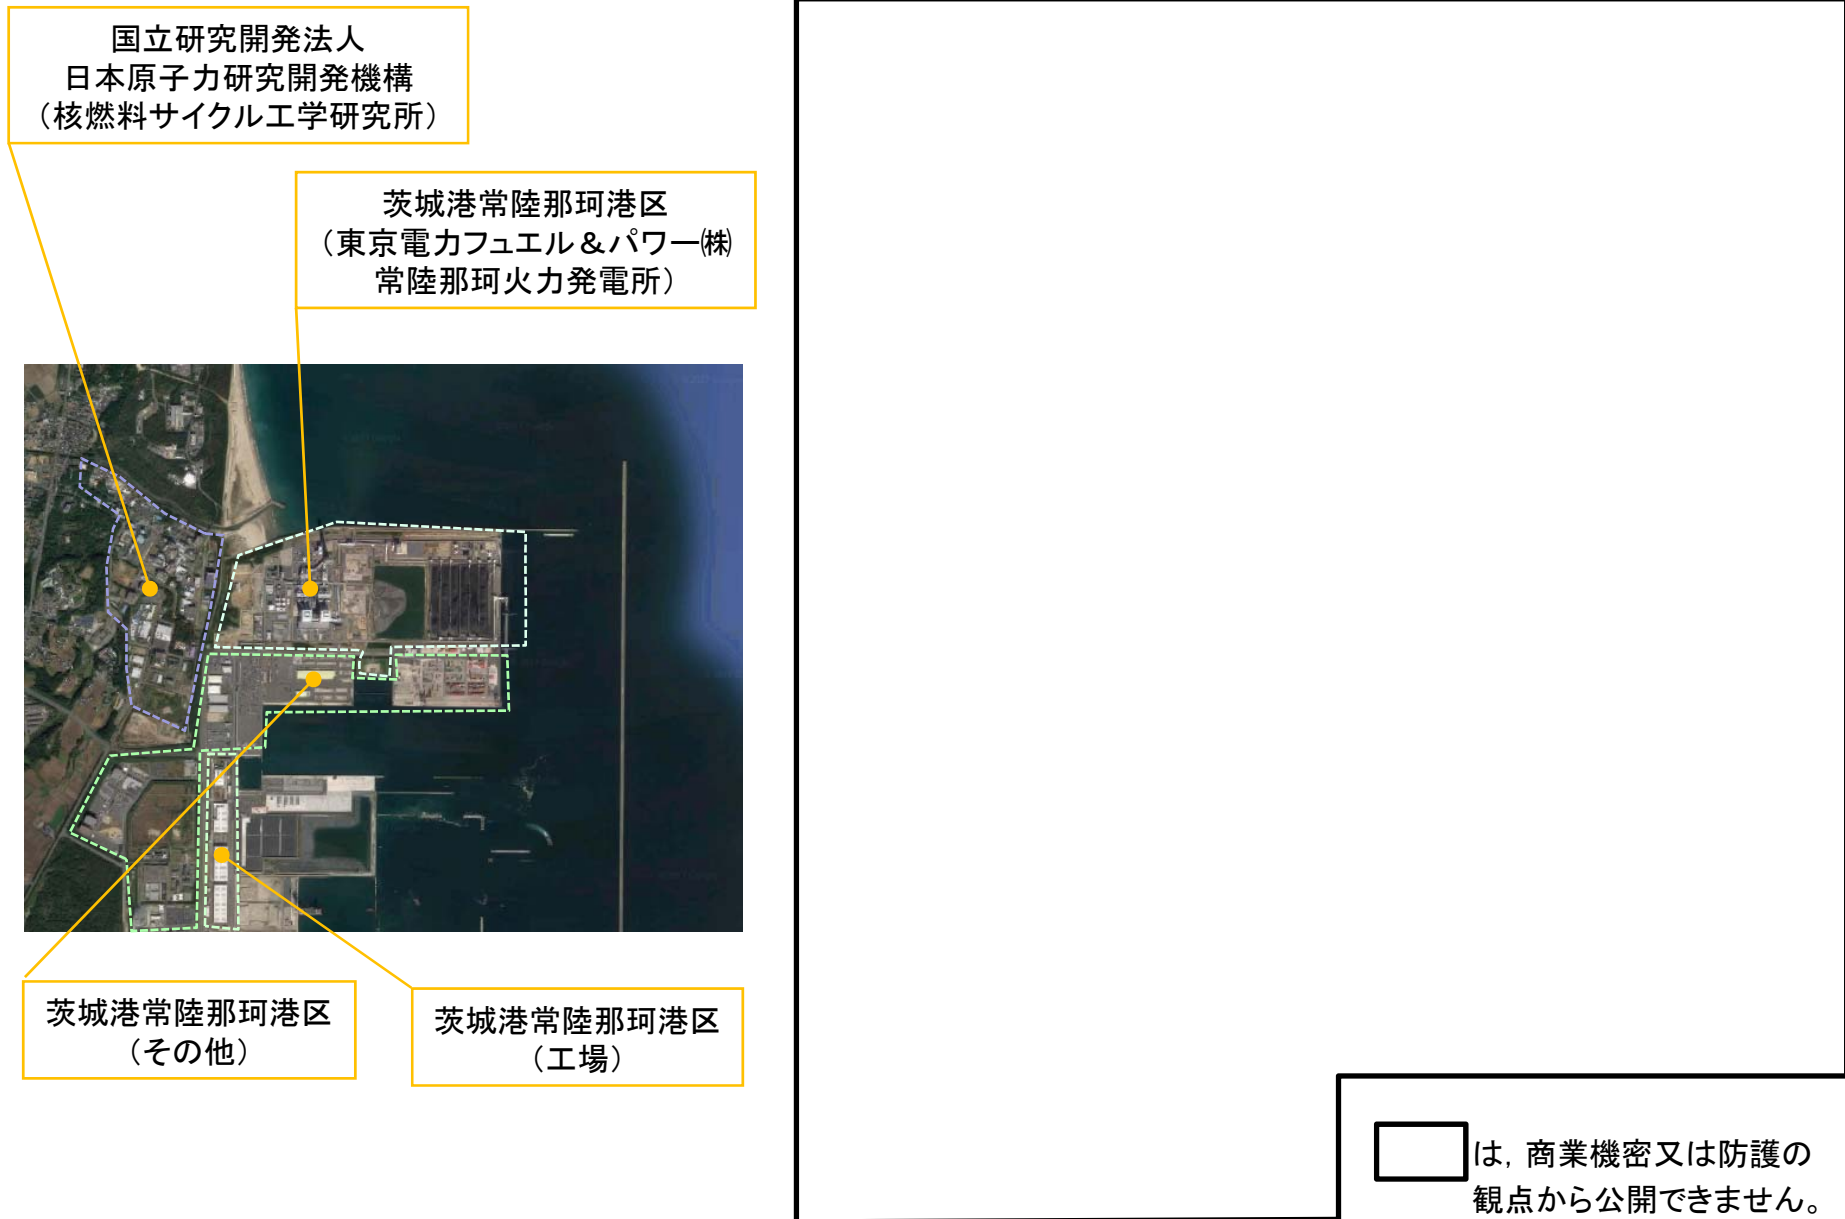 国立研究開発法人
日本原子力研究開発機構
（核燃料サイクル工学研究所）
茨城港常陸那珂港区
（東京電力フュエル＆パワー㈱
常陸那珂火力発電所）
茨城港常陸那珂港区
（その他）
茨城港常陸那珂港区
（工場）
は，商業機密又は防護の
観点から公開できません。